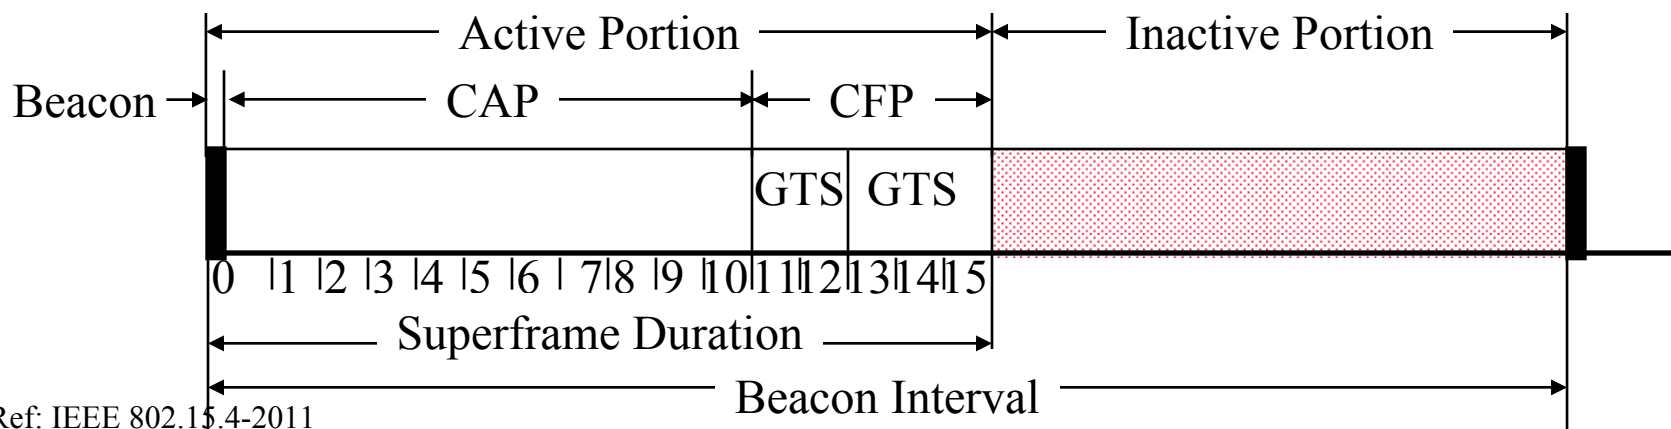 Active Portion Inactive Portion
Beacon CAP CFP
GTS GTS
0 1 2 3 4 5 6 7 8 9 10 11 12 13 14 15
Superframe Duration
Beacon Interval
Ref: IEEE 802.15.4-2011